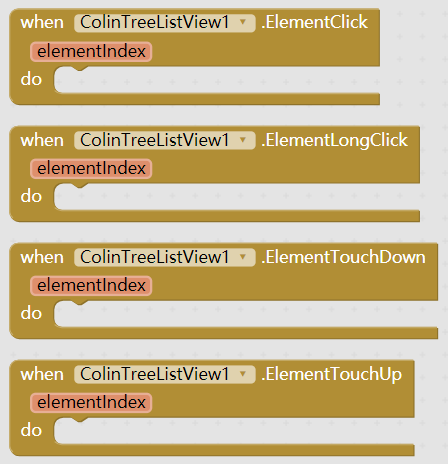 when ColinTreeListView1 .ElementClick
elementIndex
do
when ColinTreeListView1 .ElementLongClick
elementIndex
do
when ColinTreeListView1 .ElementTouchDown
elementIndex
do
when ColinTreeListView1 .ElementTouchUp
elementIndex
do